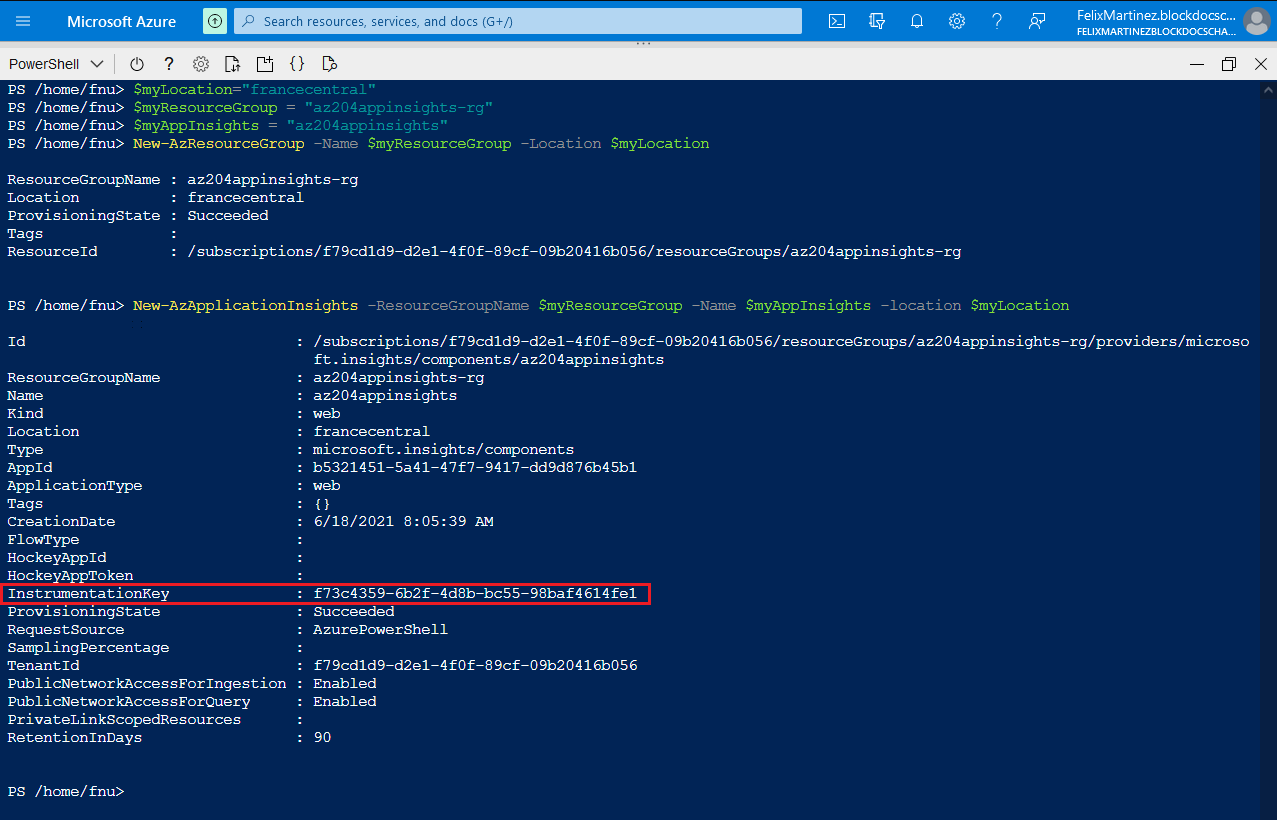 Microsoft Azure
Search resources, services, and docs (G+/)
FelixMartinez.blockdocsc...
FELIXMARTINEZBLOCKDOCSCHA...
PowerShell
PS /home/fnu> $myLocation="francecentral"
PS /home/fnu> $myResourceGroup = "az204appinsights-rg"
PS /home/fnu> $myAppInsights = "az204appinsights"
PS /home/fnu> New-AzResourceGroup -Name $myResourceGroup -Location $myLocation
ResourceGroupName : az204appinsights-rg
Location : francecentral
ProvisioningState : Succeeded
Tags :
ResourceId : /subscriptions/f79cd1d9-d2e1-4f0f-89cf-09b20416b056/resourceGroups/az204appinsights-rg
PS /home/fnu> New-AzApplicationInsights -ResourceGroupName $myResourceGroup -Name $myAppInsights -location $myLocation
Id : /subscriptions/f79cd1d9-d2e1-4f0f-89cf-09b20416b056/resourceGroups/az204appinsights-rg/providers/microso
ft.insights/components/az204appinsights
ResourceGroupName : az204appinsights-rg
Name : az204appinsights
Kind : web
Location : francecentral
Type : microsoft.insights/components
AppId : b5321451-5a41-47f7-9417-dd9d876b45b1
ApplicationType : web
Tags : {}
CreationDate : 6/18/2021 8:05:39 AM
FlowType :
HockeyAppId :
HockeyAppToken :
InstrumentationKey : f73c4359-6b2f-4d8b-bc55-98baf4614fe1
ProvisioningState : Succeeded
RequestSource : AzurePowerShell
SamplingPercentage :
TenantId : f79cd1d9-d2e1-4f0f-89cf-09b20416b056
PublicNetworkAccessForIngestion : Enabled
PublicNetworkAccessForQuery : Enabled
PrivateLinkScopedResources :
RetentionInDays : 90
PS /home/fnu>